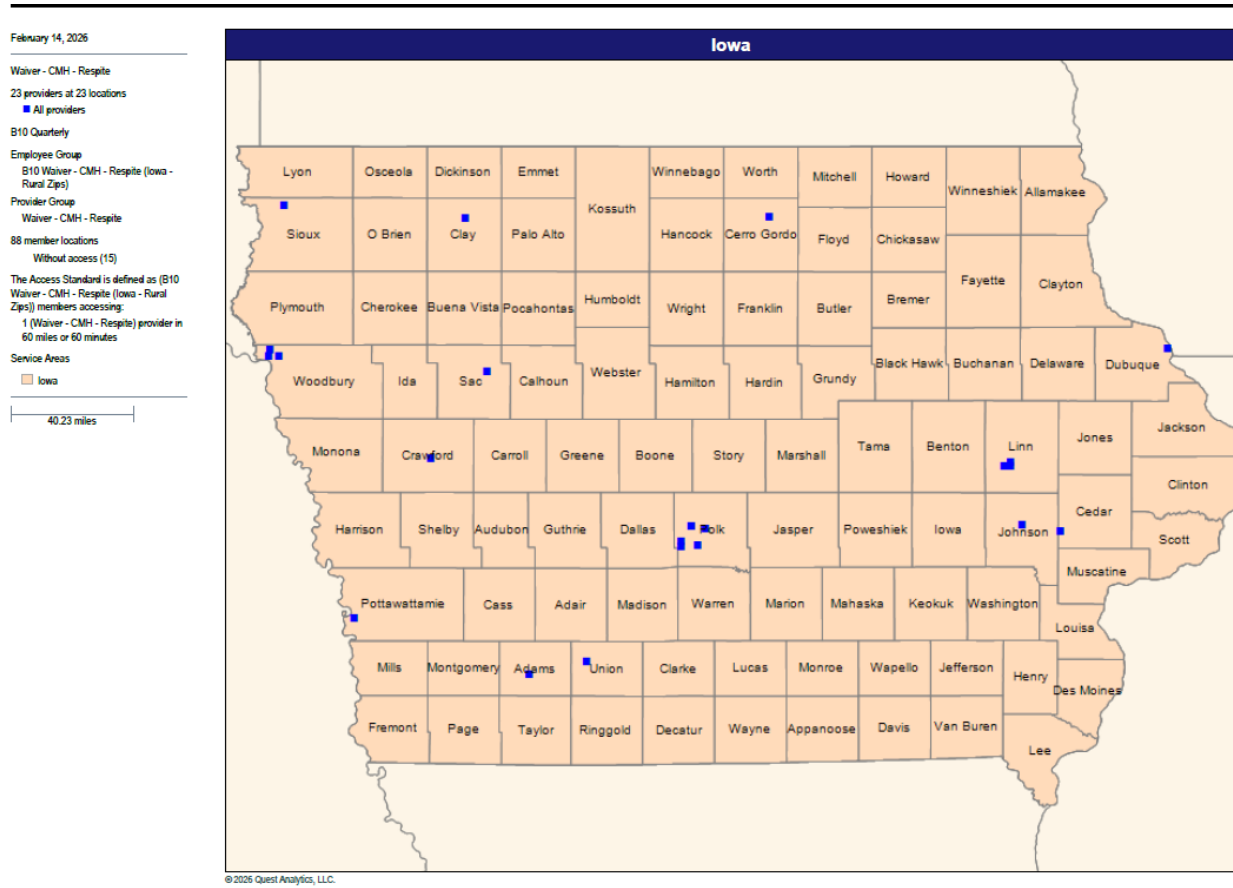 February 14, 2026
Waiver - CMH - Respite
23 providers at 23 locations
All providers
B10 Quarterly
Employee Group
B10 Waiver - CMH - Respite (Iowa -
Rural Zips)
Provider Group
Waiver - CMH - Respite
88 member locations
Without access (15)
The Access Standard is defined as (B10
Waiver - CMH - Respite (Iowa - Rural
Zips)) members accessing:
1 (Waiver - CMH - Respite) provider in
60 miles or 60 minutes
Service Areas
Iowa
40.23 miles
Iowa
Lyon Osceola Dickinson Emmet Winnebago Worth Mitchell Howard Winneshiek Allamakee
Kossuth
Sioux O Brien Clay Palo Alto Hancock Cerro Gordo Floyd Chickasaw
Fayette Clayton
Plymouth Cherokee Buena Vista Pocahontas Humboldt Wright Franklin Butler Bremer
Woodbury Ida Sac Calhoun Webster Hamilton Hardin Grundy Black Hawk Buchanan Delaware Dubuque
Monona Crawford Carroll Greene Boone Story Marshall Tama Benton Linn Jones Jackson
Clinton
Harrison Shelby Audubon Guthrie Dallas Polk Jasper Poweshiek Iowa Johnson Cedar Scott
Muscatine
Pottawattamie Cass Adair Madison Warren Marion Mahaska Keokuk Washington
Louisa
Mills Montgomery Adams Union Clarke Lucas Monroe Wapello Jefferson Henry Des Moines
Fremont Page Taylor Ringgold Decatur Wayne Appanoose Davis Van Buren
Lee
© 2026 Quest Analytics, LLC.